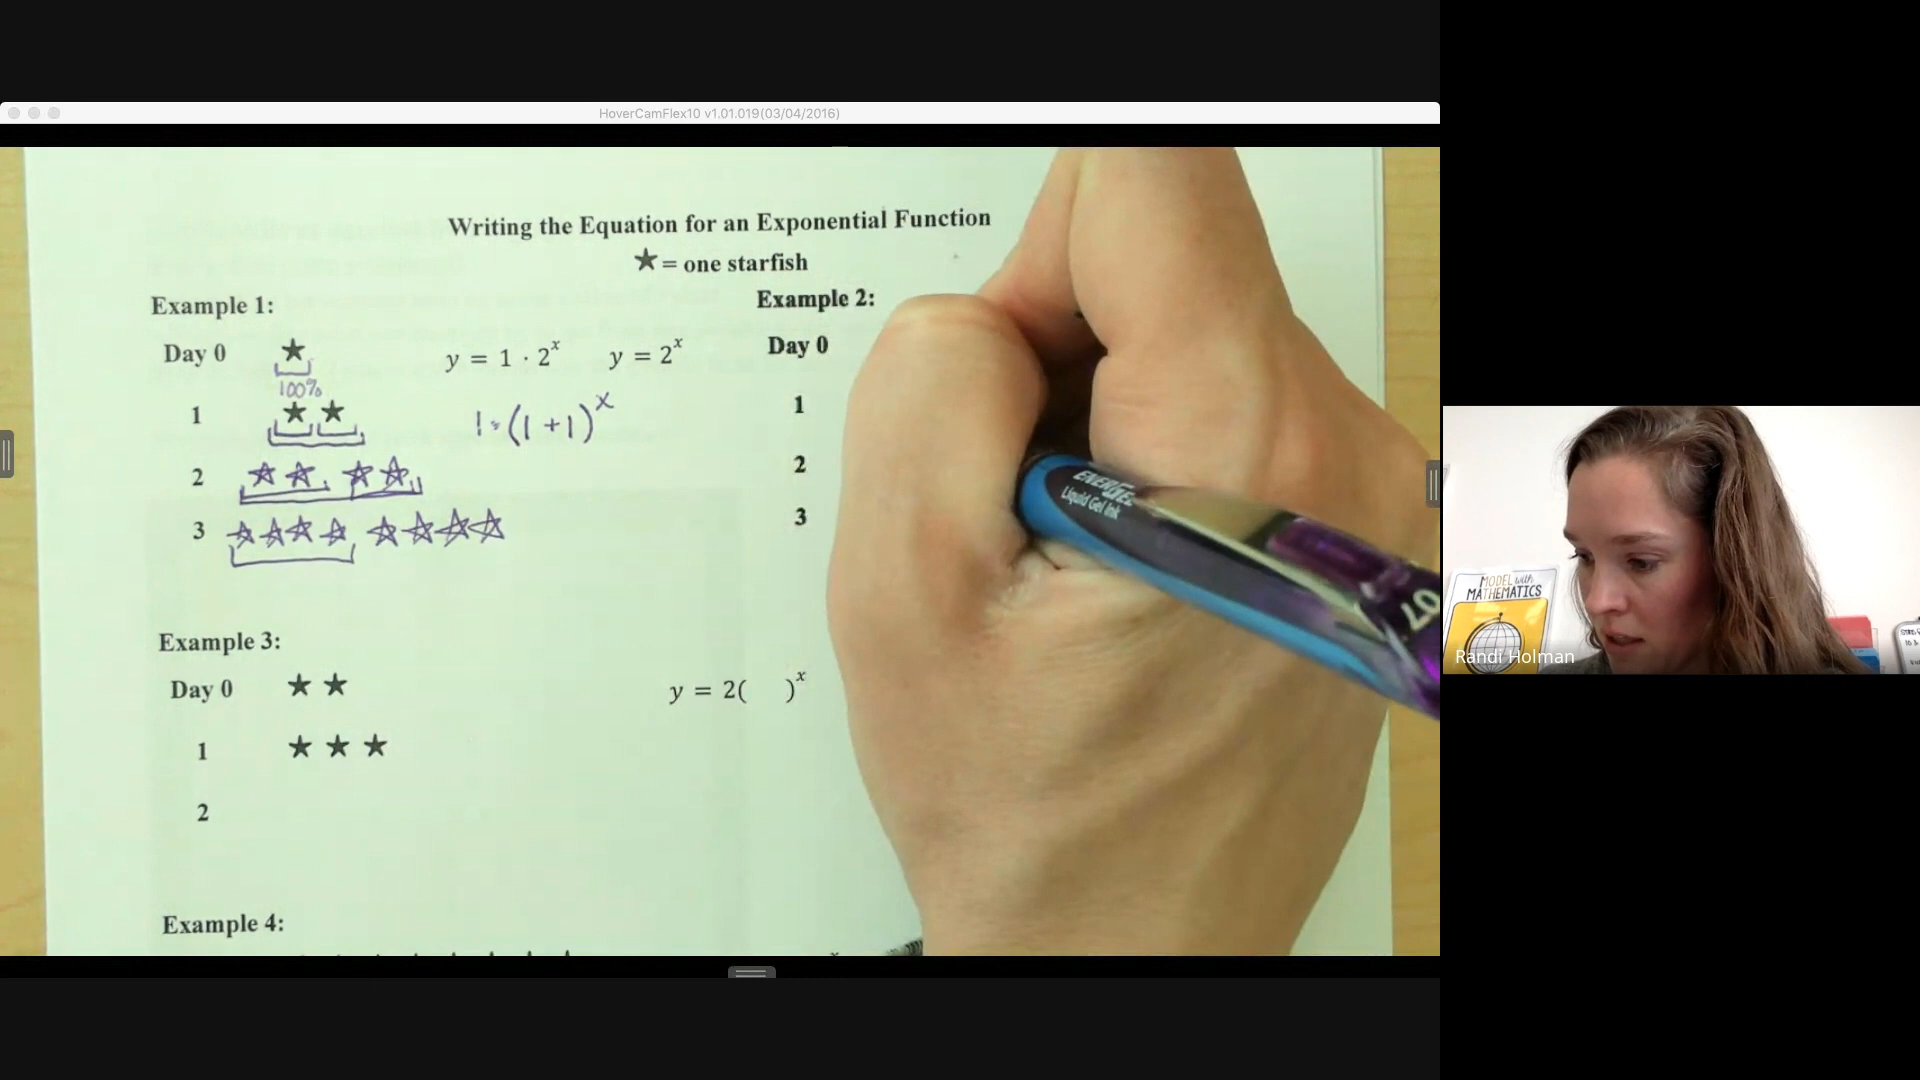 HoverCamFlex10 v1.01.019(03/04/2016)
Writing the Equation for an Exponential Function
★ = one starfish
Example 1:
Day 0
y = 1 · 2^x y = 2^x
100%
1
1 · (1 + 1)^x
2
3
Example 2:
Day 0
1
2
3
ENERGEL
Liquid Gel Ink
07
Example 3:
Day 0
y = 2( )^x
1
2
Example 4:
MODEL with
MATHEMATICS
Randi Holman